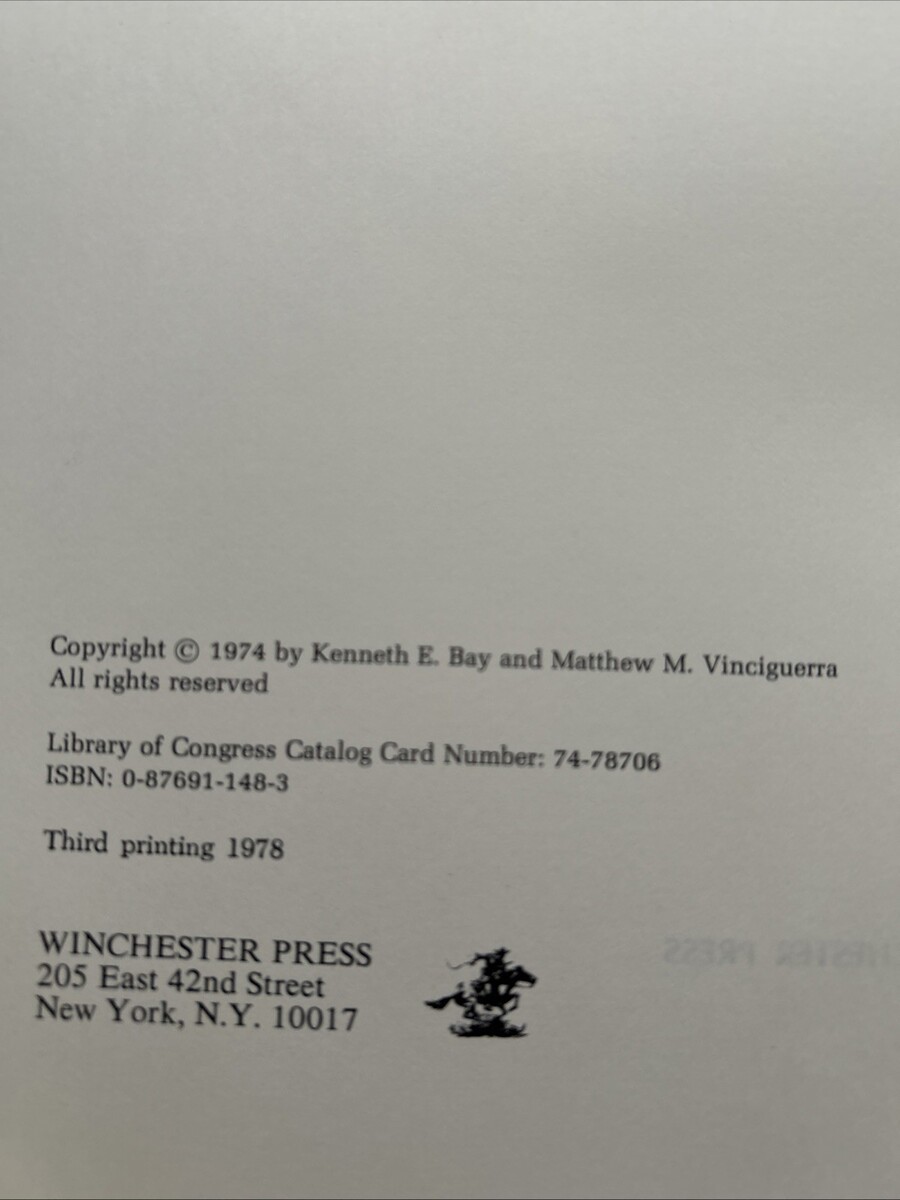 Copyright © 1974 by Kenneth E. Bay and Matthew M. Vinciguerra
All rights reserved
Library of Congress Catalog Card Number: 74-78706
ISBN: 0-87691-148-3
Third printing 1978
WINCHESTER PRESS
205 East 42nd Street
New York, N.Y. 10017